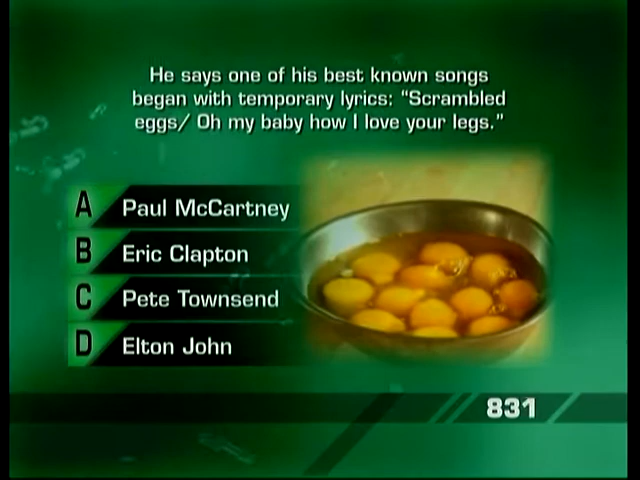 He says one of his best known songs
began with temporary lyrics: “Scrambled
eggs/ Oh my baby how I love your legs.”
A Paul McCartney
B Eric Clapton
C Pete Townsend
D Elton John
831